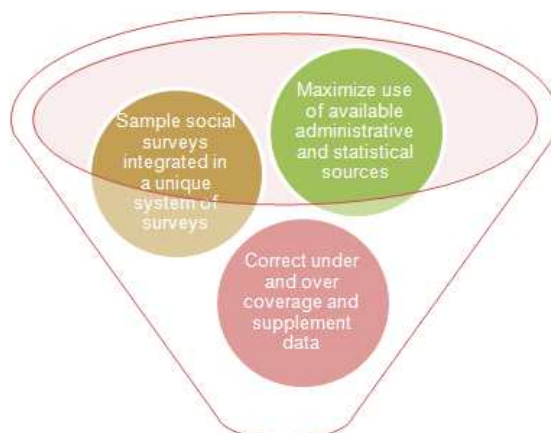 Sample social
surveys
integrated in
a unique
system of
surveys
Maximize use
of available
administrative
and statistical
sources
Correct under
and over
coverage and
supplement
data